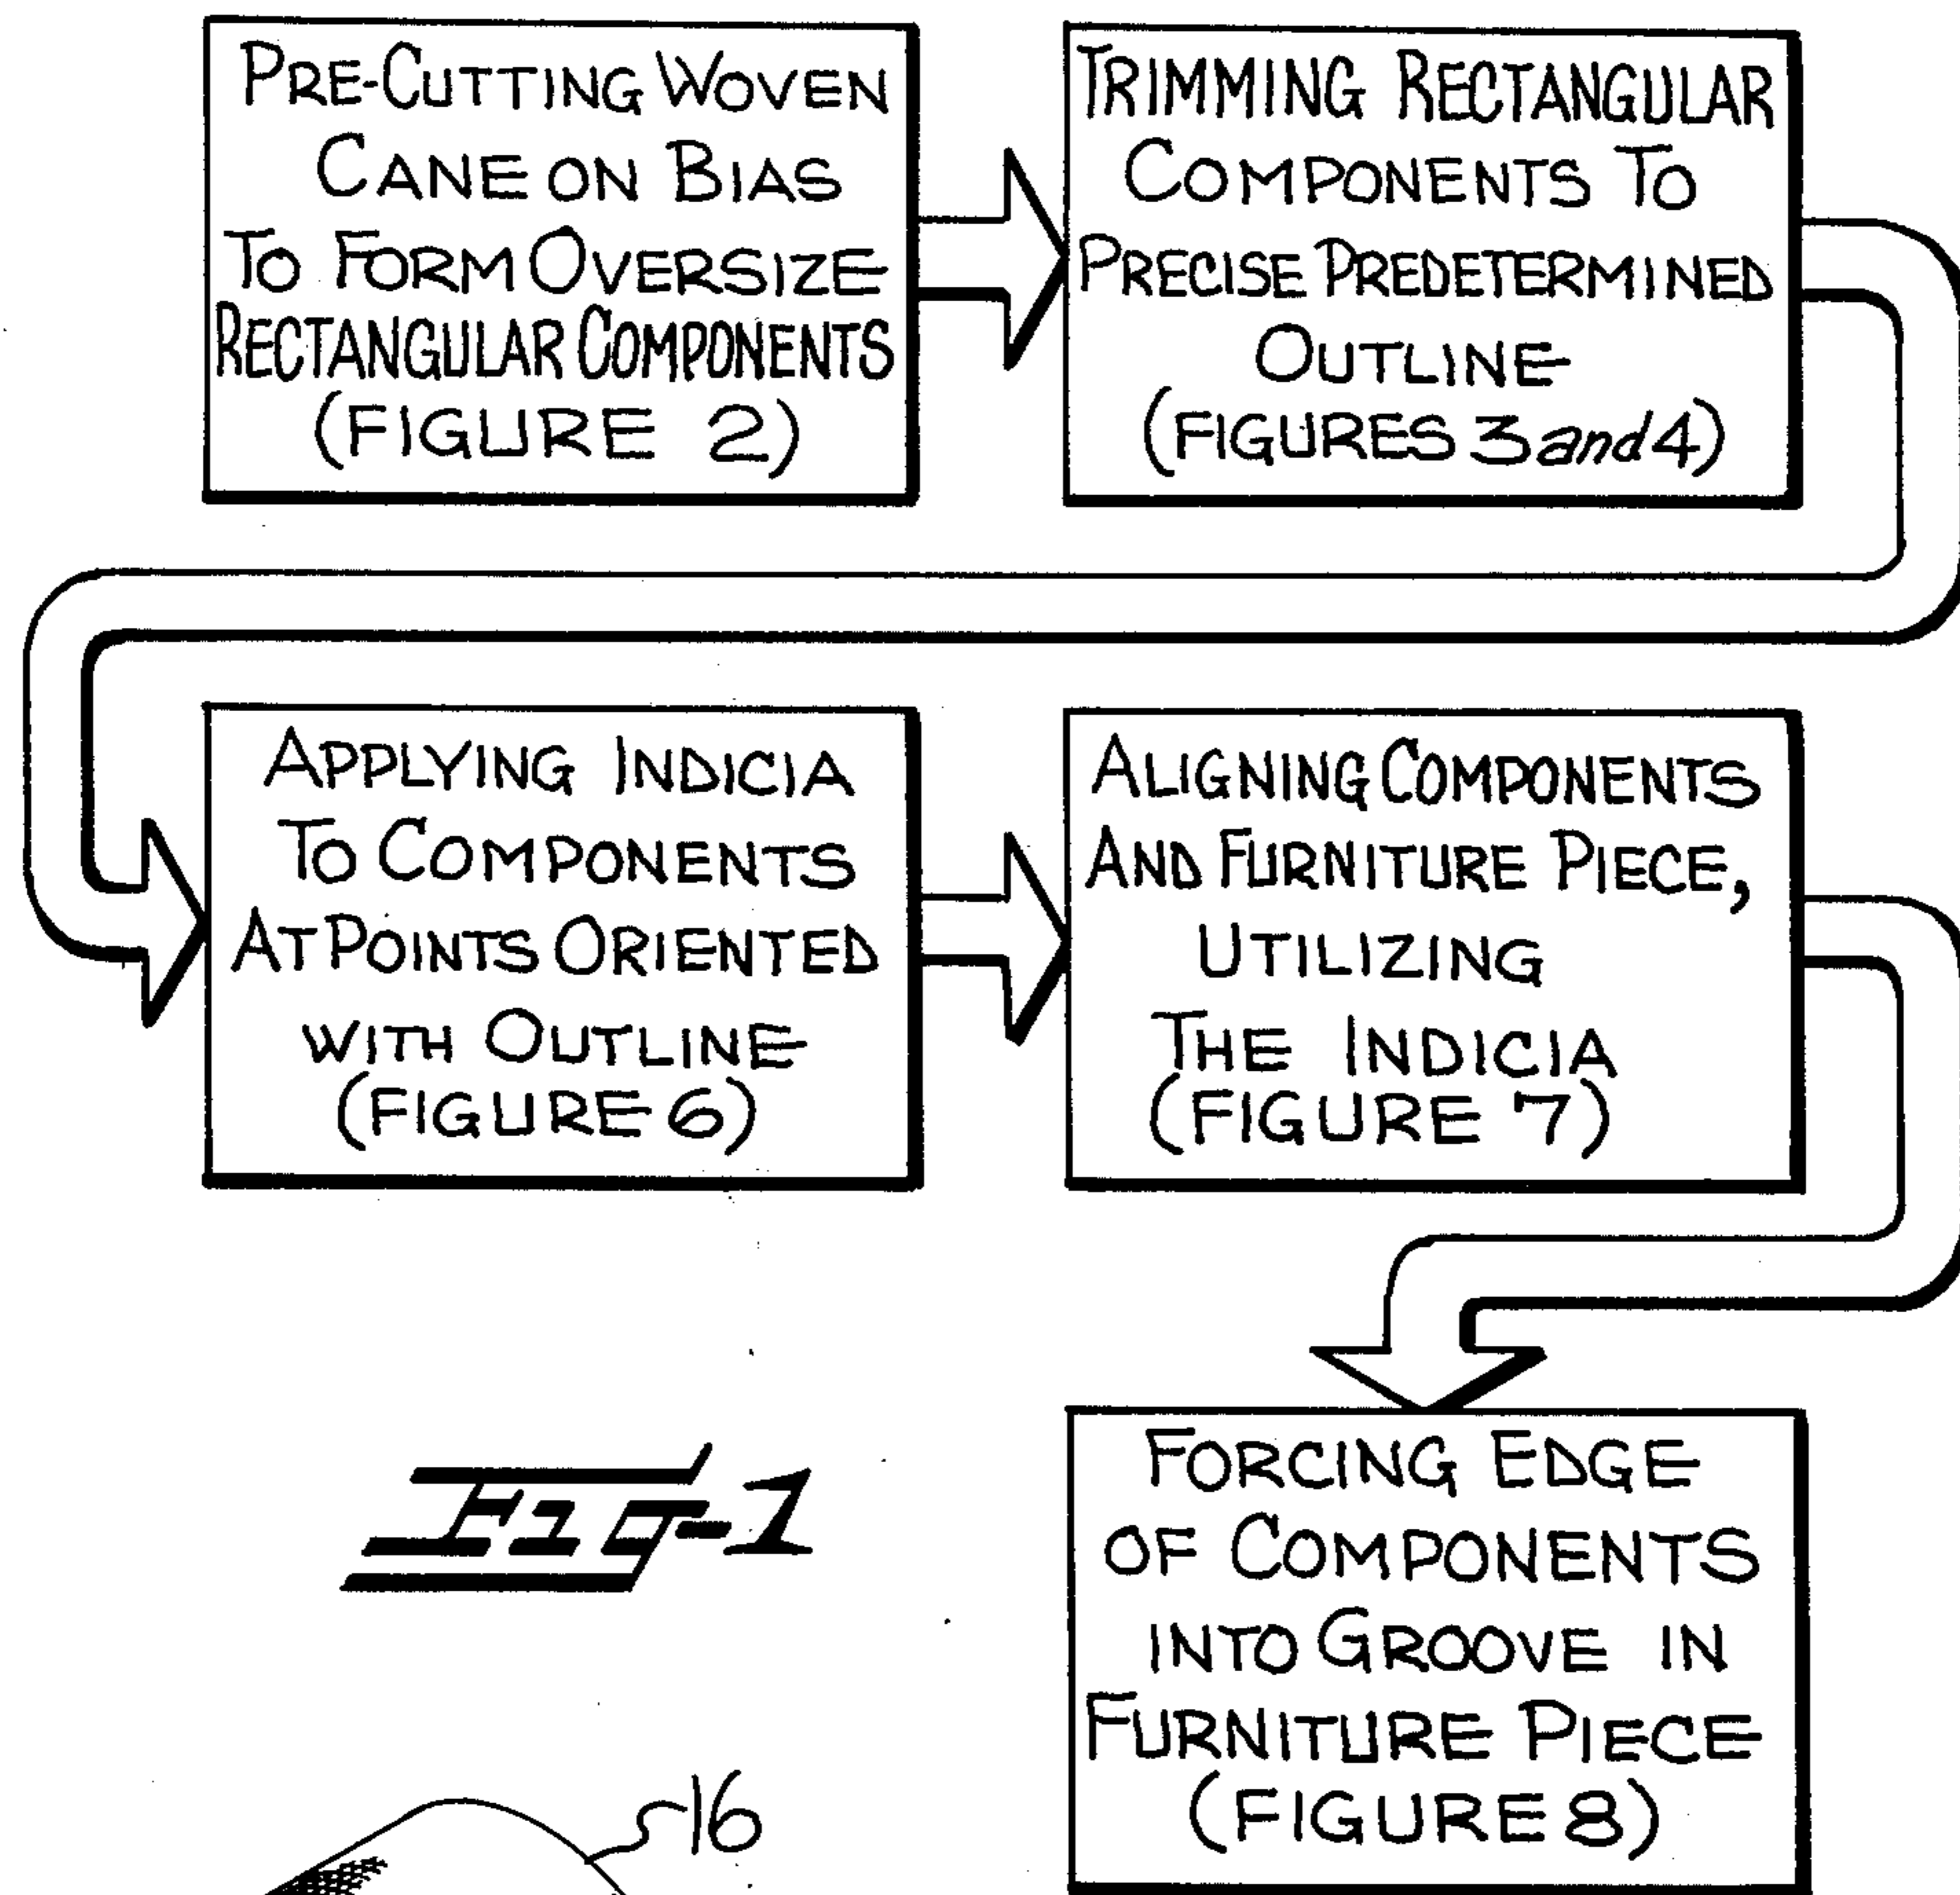 PRE-CUTTING WOVEN
CANE ON BIAS
TO FORM OVERSIZE
RECTANGULAR COMPONENTS
(FIGURE 2)
TRIMMING RECTANGULAR
COMPONENTS TO
PRECISE PREDETERMINED
OUTLINE
(FIGURES 3 and 4)
APPLYING INDICIA
TO COMPONENTS
AT POINTS ORIENTED
WITH OUTLINE
(FIGURE 6)
ALIGNING COMPONENTS
AND FURNITURE PIECE,
UTILIZING
THE INDICIA
(FIGURE 7)
FORCING EDGE
OF COMPONENTS
INTO GROOVE IN
FURNITURE PIECE
(FIGURE 8)
Fig-1
16